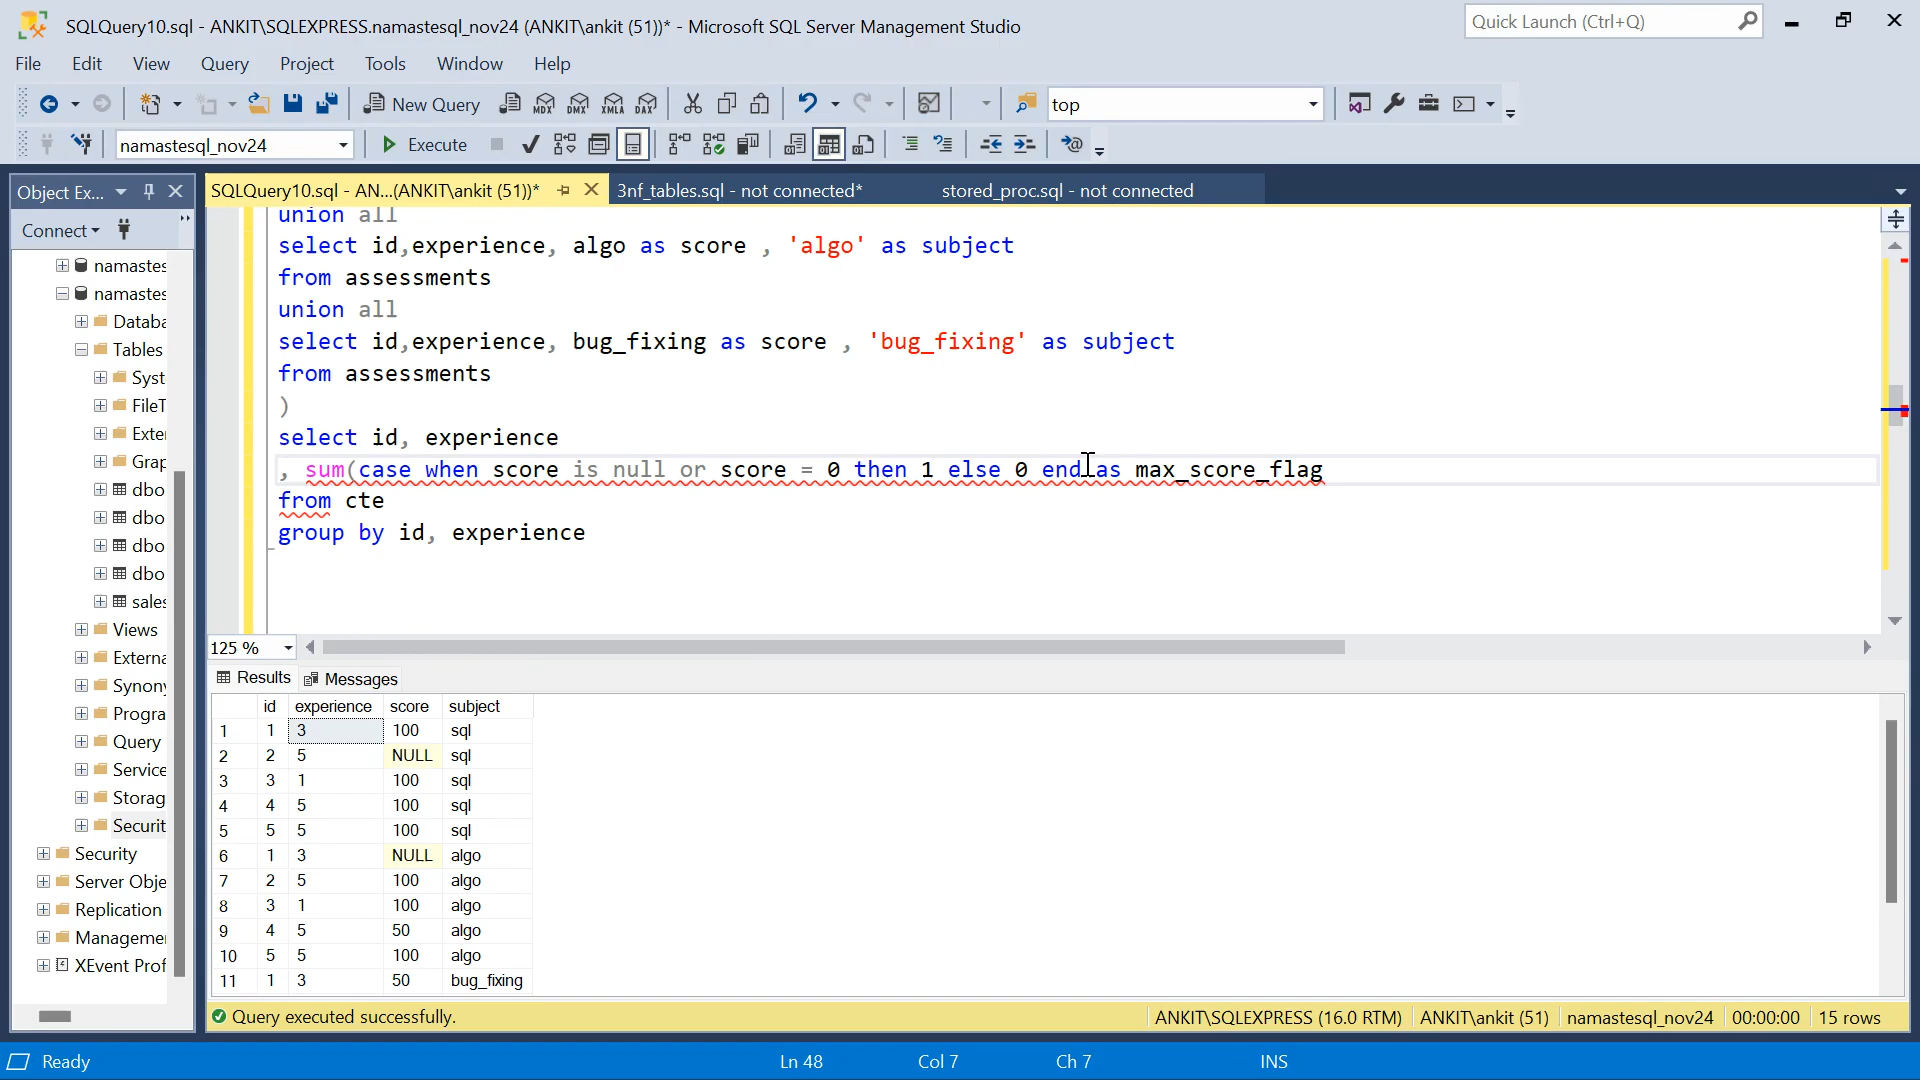 SQLQuery10.sql - ANKIT\SQLEXPRESS.namastesql_nov24 (ANKIT\ankit (51))* - Microsoft SQL Server Management Studio
Quick Launch (Ctrl+Q)
File Edit View Query Project Tools Window Help
New Query MDX DMX XMLA DAX top
namastesql_nov24 Execute
Object Ex... SQLQuery10.sql - AN...(ANKIT\ankit (51))* 3nf_tables.sql - not connected* stored_proc.sql - not connected
Connect
namastes
namastes
Databa
Tables
Syst
FileT
Exter
Grap
dbo
dbo
dbo
dbo
sales
Views
Externa
Synony
Progra
Query
Service
Storag
Securit
Security
Server Obje
Replication
Managemen
XEvent Prof
union all
select id,experience, algo as score , 'algo' as subject
from assessments
union all
select id,experience, bug_fixing as score , 'bug_fixing' as subject
from assessments
)
select id, experience
, sum(case when score is null or score = 0 then 1 else 0 end as max_score_flag
from cte
group by id, experience
125 %
Results Messages
id experience score subject
1 1 3 100 sql
2 2 5 NULL sql
3 3 1 100 sql
4 4 5 100 sql
5 5 5 100 sql
6 1 3 NULL algo
7 2 5 100 algo
8 3 1 100 algo
9 4 5 50 algo
10 5 5 100 algo
11 1 3 50 bug_fixing
Query executed successfully. ANKIT\SQLEXPRESS (16.0 RTM) ANKIT\ankit (51) namastesql_nov24 00:00:00 15 rows
Ready Ln 48 Col 7 Ch 7 INS